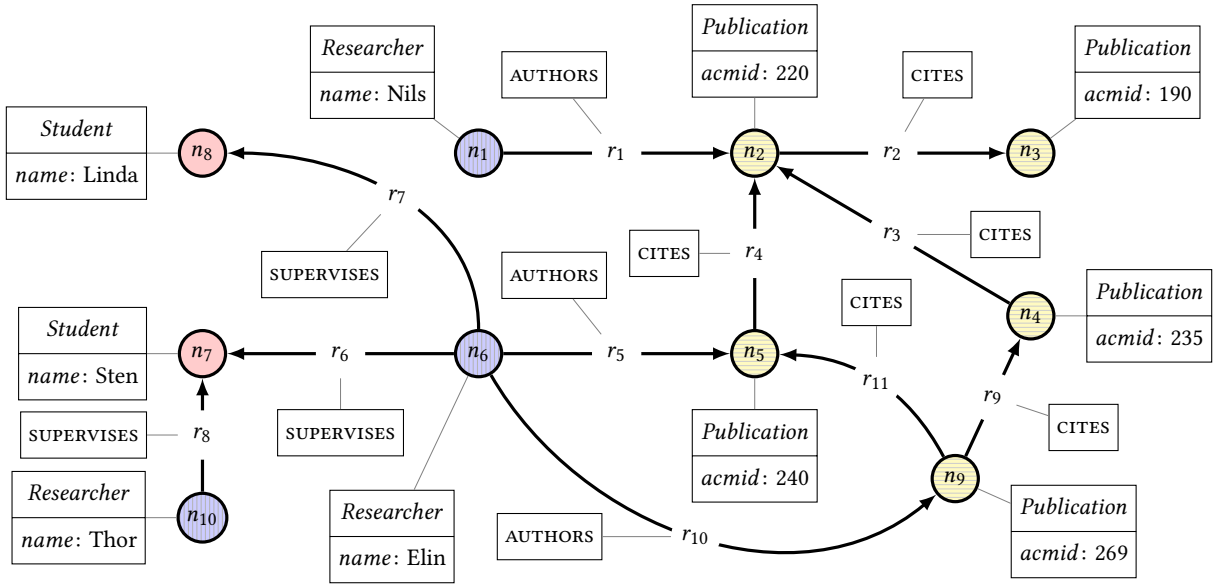 Researcher
name: Nils
AUTHORS
Publication
acmid: 220
CITES
Publication
acmid: 190
Student
name: Linda
n8
n1
r1
n2
r2
n3
r7
SUPERVISES
AUTHORS
CITES
r4
r3
CITES
CITES
n4
Publication
acmid: 235
Student
name: Sten
n7
r6
n6
r5
n5
r11
r9
CITES
SUPERVISES
r8
SUPERVISES
Publication
acmid: 240
n9
Researcher
name: Thor
n10
Researcher
name: Elin
AUTHORS
r10
Publication
acmid: 269